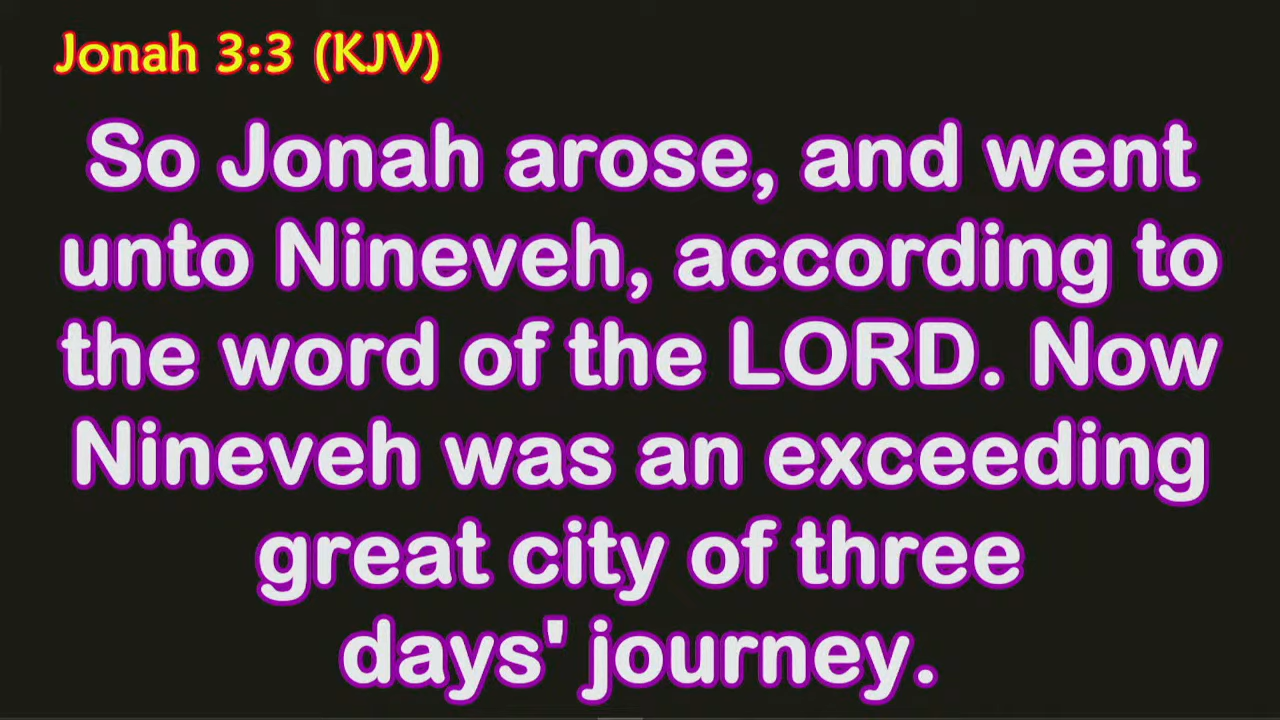 Jonah 3:3 (KJV)
So Jonah arose, and went
unto Nineveh, according to
the word of the LORD. Now
Nineveh was an exceeding
great city of three
days' journey.